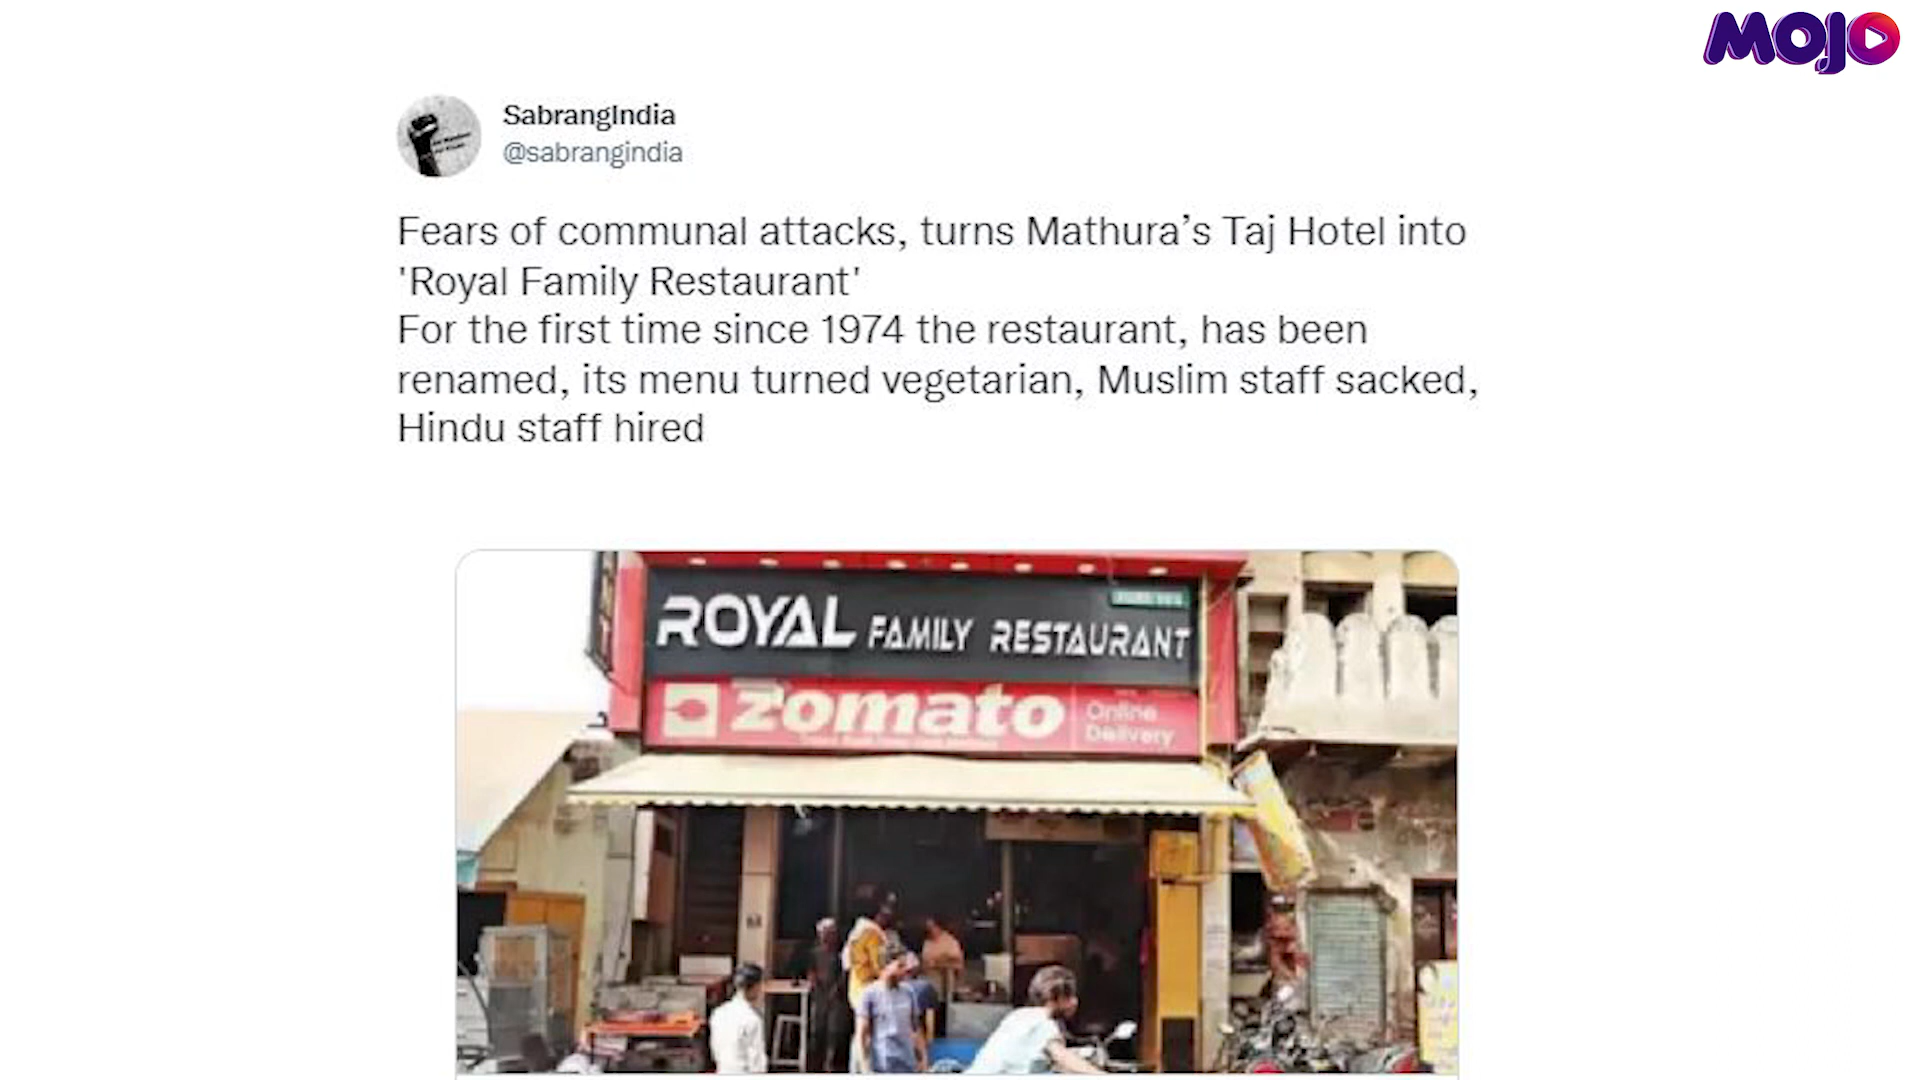 MOJO
SabrangIndia
@sabrangindia
Fears of communal attacks, turns Mathura’s Taj Hotel into
'Royal Family Restaurant'
For the first time since 1974 the restaurant, has been
renamed, its menu turned vegetarian, Muslim staff sacked,
Hindu staff hired
ROYAL FAMILY RESTAURANT
zomato Online
Delivery